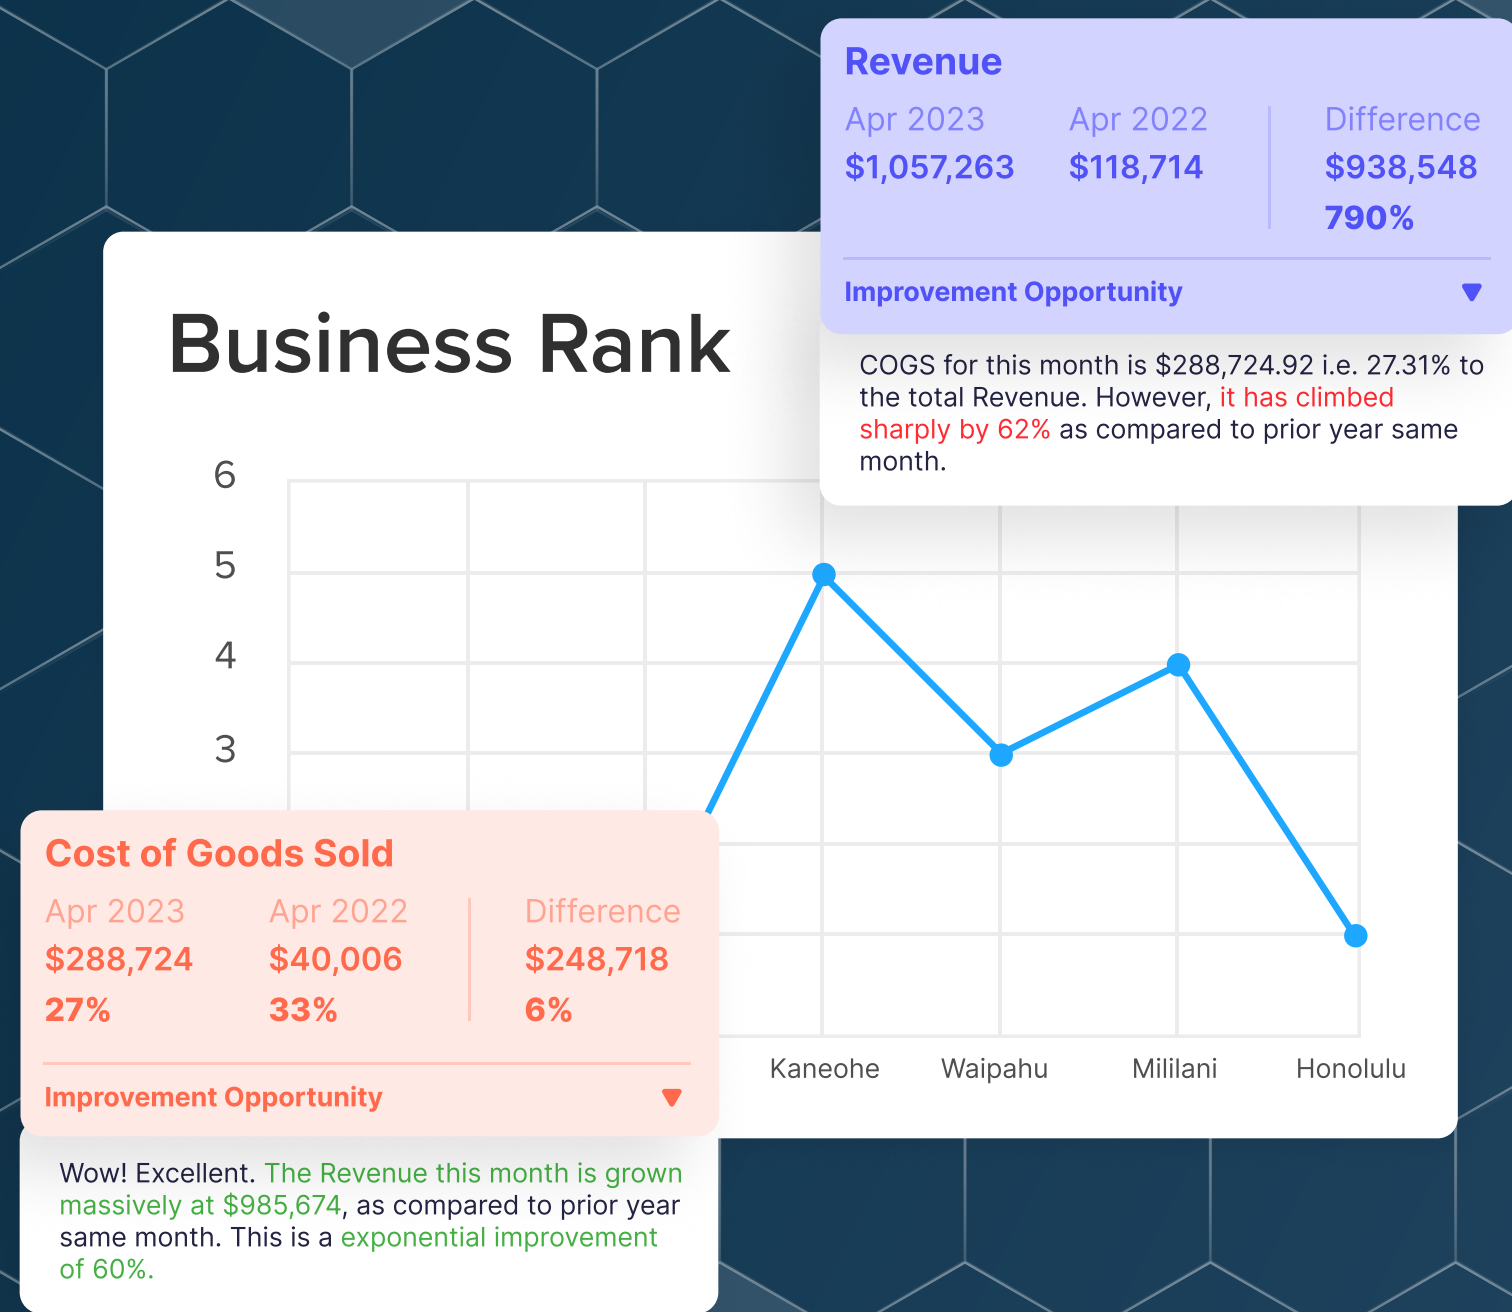 Revenue
Apr 2023 Apr 2022 Difference
$1,057,263 $118,714 $938,548
790%
Improvement Opportunity
COGS for this month is $288,724.92 i.e. 27.31% to
the total Revenue. However, it has climbed
sharply by 62% as compared to prior year same
month.
Business Rank
6
5
4
3
Kaneohe Waipahu Mililani Honolulu
Cost of Goods Sold
Apr 2023 Apr 2022 Difference
$288,724 $40,006 $248,718
27% 33% 6%
Improvement Opportunity
Wow! Excellent. The Revenue this month is grown
massively at $985,674, as compared to prior year
same month. This is a exponential improvement
of 60%.